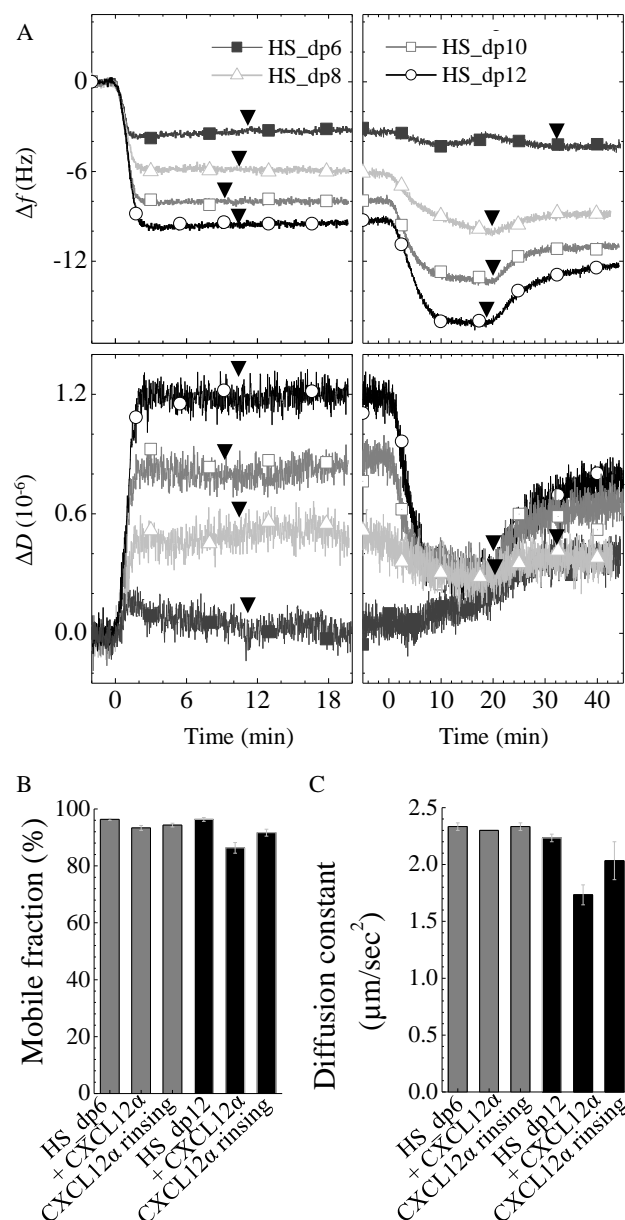 A
HS_dp6
HS_dp8
HS_dp10
HS_dp12
0
-6
-12
Δf (Hz)
1.2
0.6
0.0
ΔD (10⁻⁶)
0 6 12 18
0 10 20 30 40
Time (min)
Time (min)
B
100
80
60
40
20
0
Mobile fraction (%)
HS_dp6
+ CXCL12α
CXCL12α rinsing
HS_dp12
+ CXCL12α
CXCL12α rinsing
C
2.5
2.0
1.5
1.0
0.5
0.0
Diffusion constant
(μm/sec²)
HS_dp6
+ CXCL12α
CXCL12α rinsing
HS_dp12
+ CXCL12α
CXCL12α rinsing